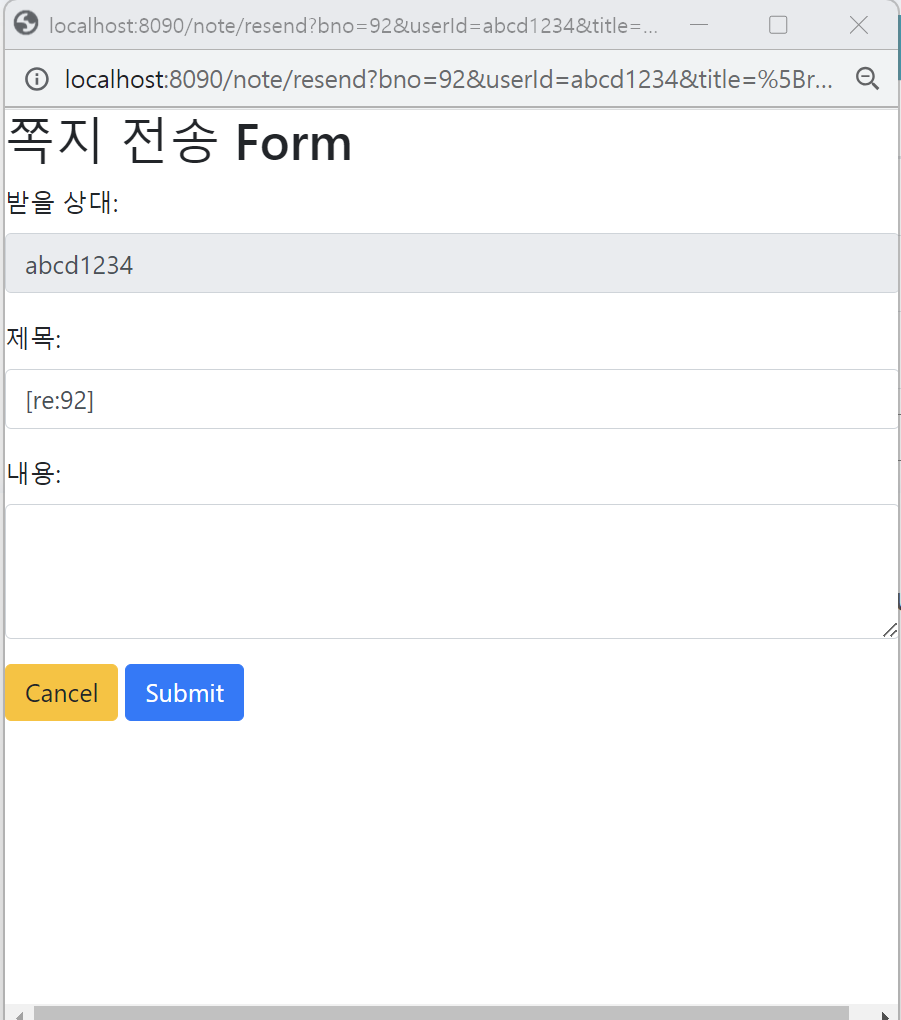 localhost:8090/note/resend?bno=92&userId=abcd1234&title=...
localhost:8090/note/resend?bno=92&userId=abcd1234&title=%5Br...
쪽지 전송 Form
받을 상대:
abcd1234
제목:
[re:92]
내용:
Cancel Submit